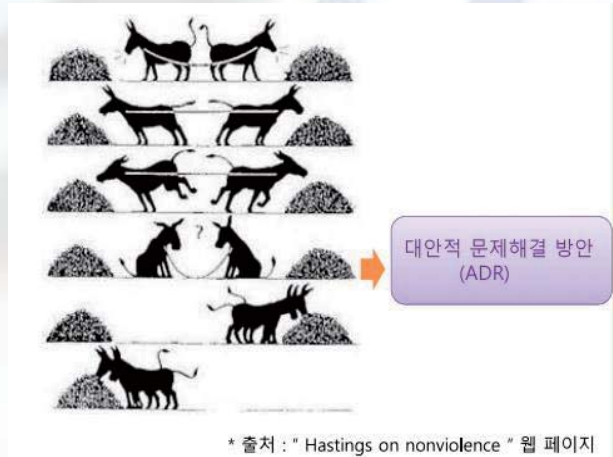 ?
대안적 문제해결 방안
(ADR)
* 출처 : " Hastings on nonviolence " 웹 페이지